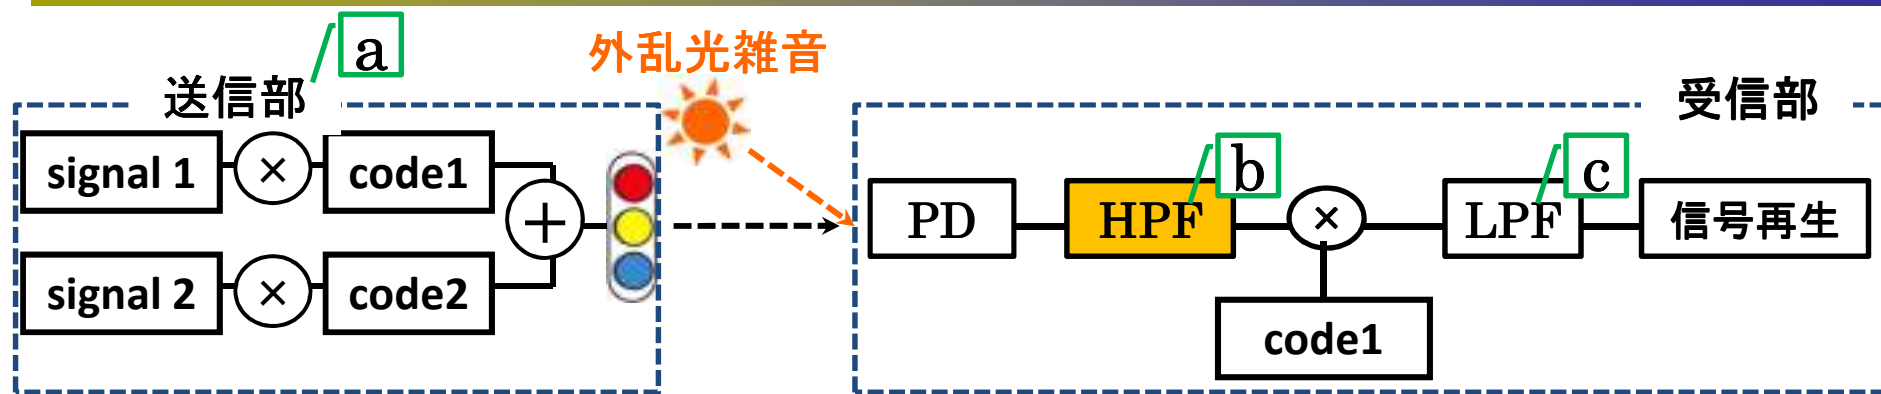 a
外乱光雑音
送信部
受信部
signal 1
×
code1
+
signal 2
×
code2
PD
HPF
b
×
code1
LPF
c
信号再生